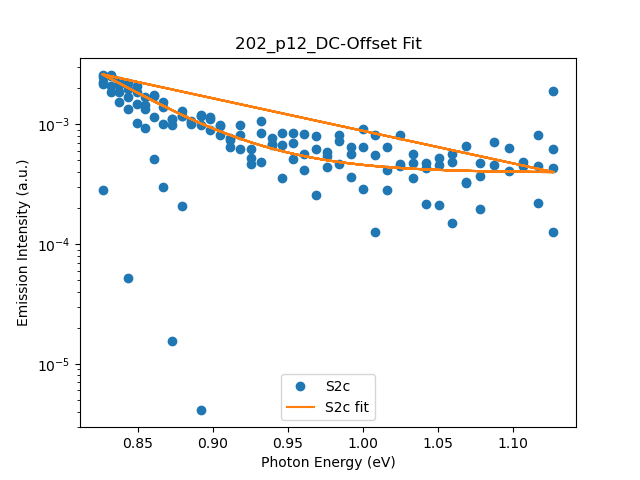 202_p12_DC-Offset Fit
Emission Intensity (a.u.)
10⁻³
10⁻⁴
10⁻⁵
S2c
S2c fit
0.85 0.90 0.95 1.00 1.05 1.10
Photon Energy (eV)